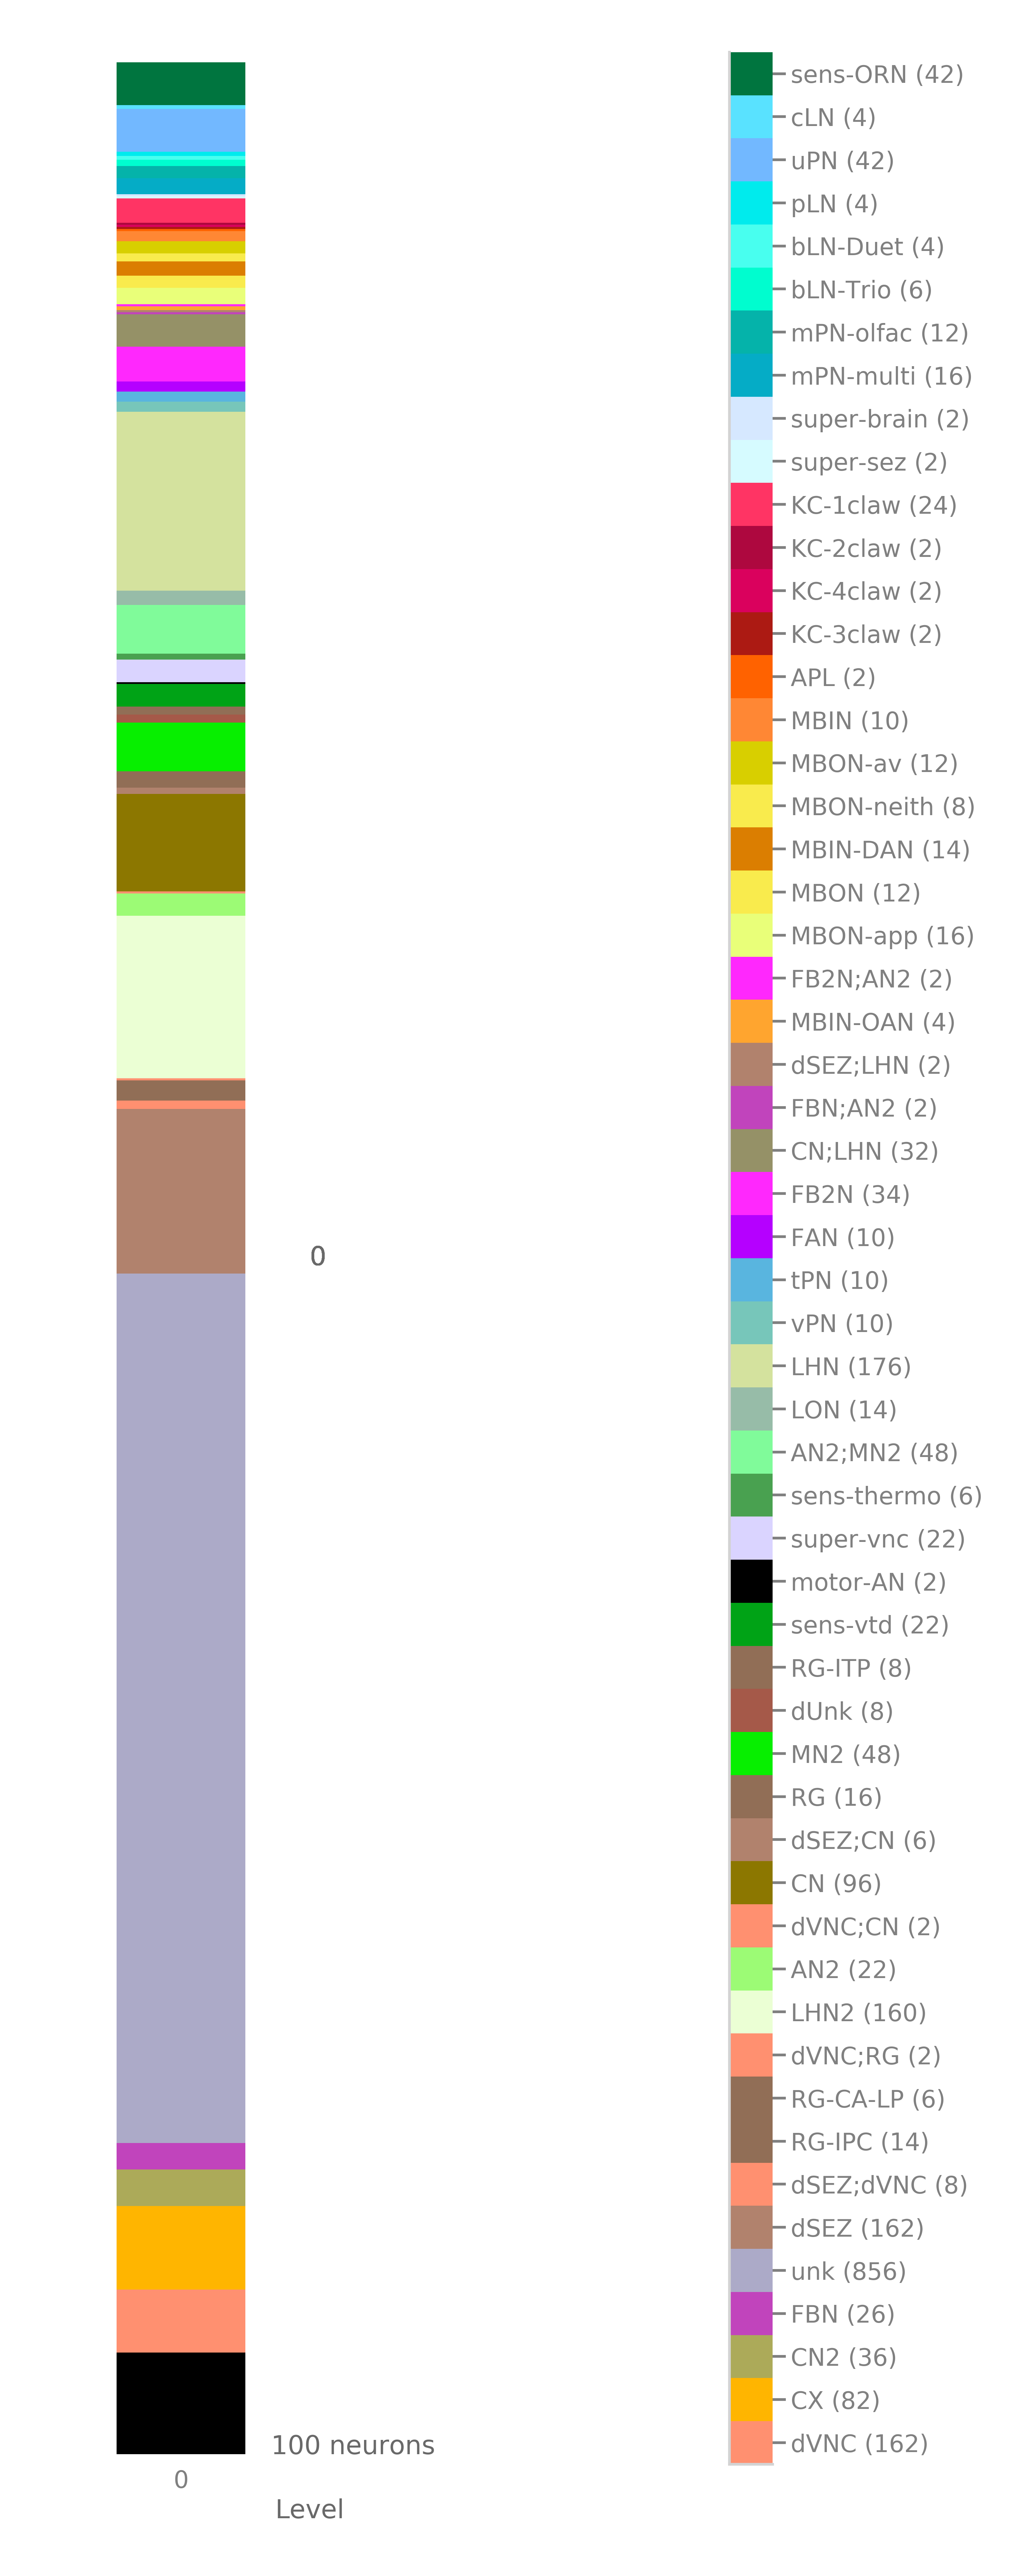 sens-ORN (42)
cLN (4)
uPN (42)
pLN (4)
bLN-Duet (4)
bLN-Trio (6)
mPN-olfac (12)
mPN-multi (16)
super-brain (2)
super-sez (2)
KC-1claw (24)
KC-2claw (2)
KC-4claw (2)
KC-3claw (2)
APL (2)
MBIN (10)
MBON-av (12)
MBON-neith (8)
MBIN-DAN (14)
MBON (12)
MBON-app (16)
FB2N;AN2 (2)
MBIN-OAN (4)
dSEZ;LHN (2)
FBN;AN2 (2)
CN;LHN (32)
FB2N (34)
FAN (10)
tPN (10)
vPN (10)
LHN (176)
LON (14)
AN2;MN2 (48)
sens-thermo (6)
super-vnc (22)
motor-AN (2)
sens-vtd (22)
RG-ITP (8)
dUnk (8)
MN2 (48)
RG (16)
dSEZ;CN (6)
CN (96)
dVNC;CN (2)
AN2 (22)
LHN2 (160)
dVNC;RG (2)
RG-CA-LP (6)
RG-IPC (14)
dSEZ;dVNC (8)
dSEZ (162)
unk (856)
FBN (26)
CN2 (36)
CX (82)
dVNC (162)
0
100 neurons
0
Level